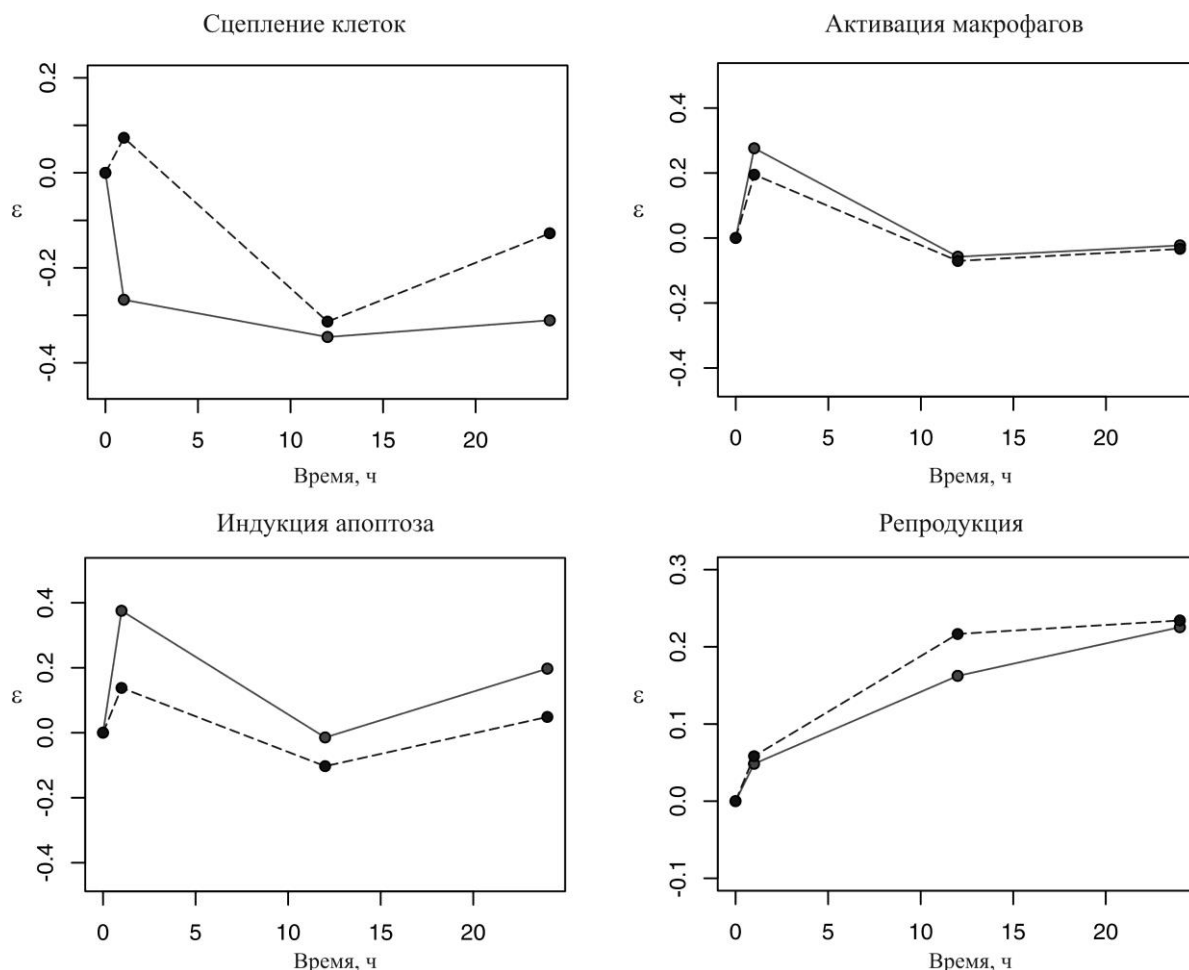 Сцепление клеток
0.2
0.0
-0.2
-0.4
ε
0 5 10 15 20
Время, ч
Активация макрофагов
0.4
0.2
0.0
-0.2
-0.4
ε
0 5 10 15 20
Время, ч
Индукция апоптоза
0.4
0.2
0.0
-0.2
-0.4
ε
0 5 10 15 20
Время, ч
Репродукция
0.3
0.2
0.1
0.0
-0.1
ε
0 5 10 15 20
Время, ч